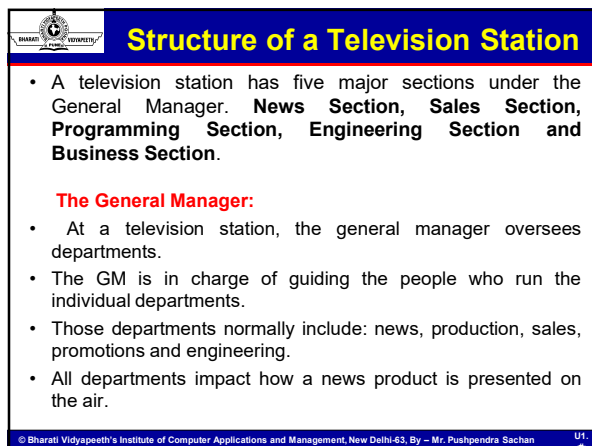 BHARATI VIDYAPEETH
PUNE
Structure of a Television Station
• A television station has five major sections under the
General Manager. News Section, Sales Section,
Programming Section, Engineering Section and
Business Section.
The General Manager:
• At a television station, the general manager oversees
departments.
• The GM is in charge of guiding the people who run the
individual departments.
• Those departments normally include: news, production, sales,
promotions and engineering.
• All departments impact how a news product is presented on
the air.
© Bharati Vidyapeeth's Institute of Computer Applications and Management, New Delhi-63, By – Mr. Pushpendra Sachan U1.